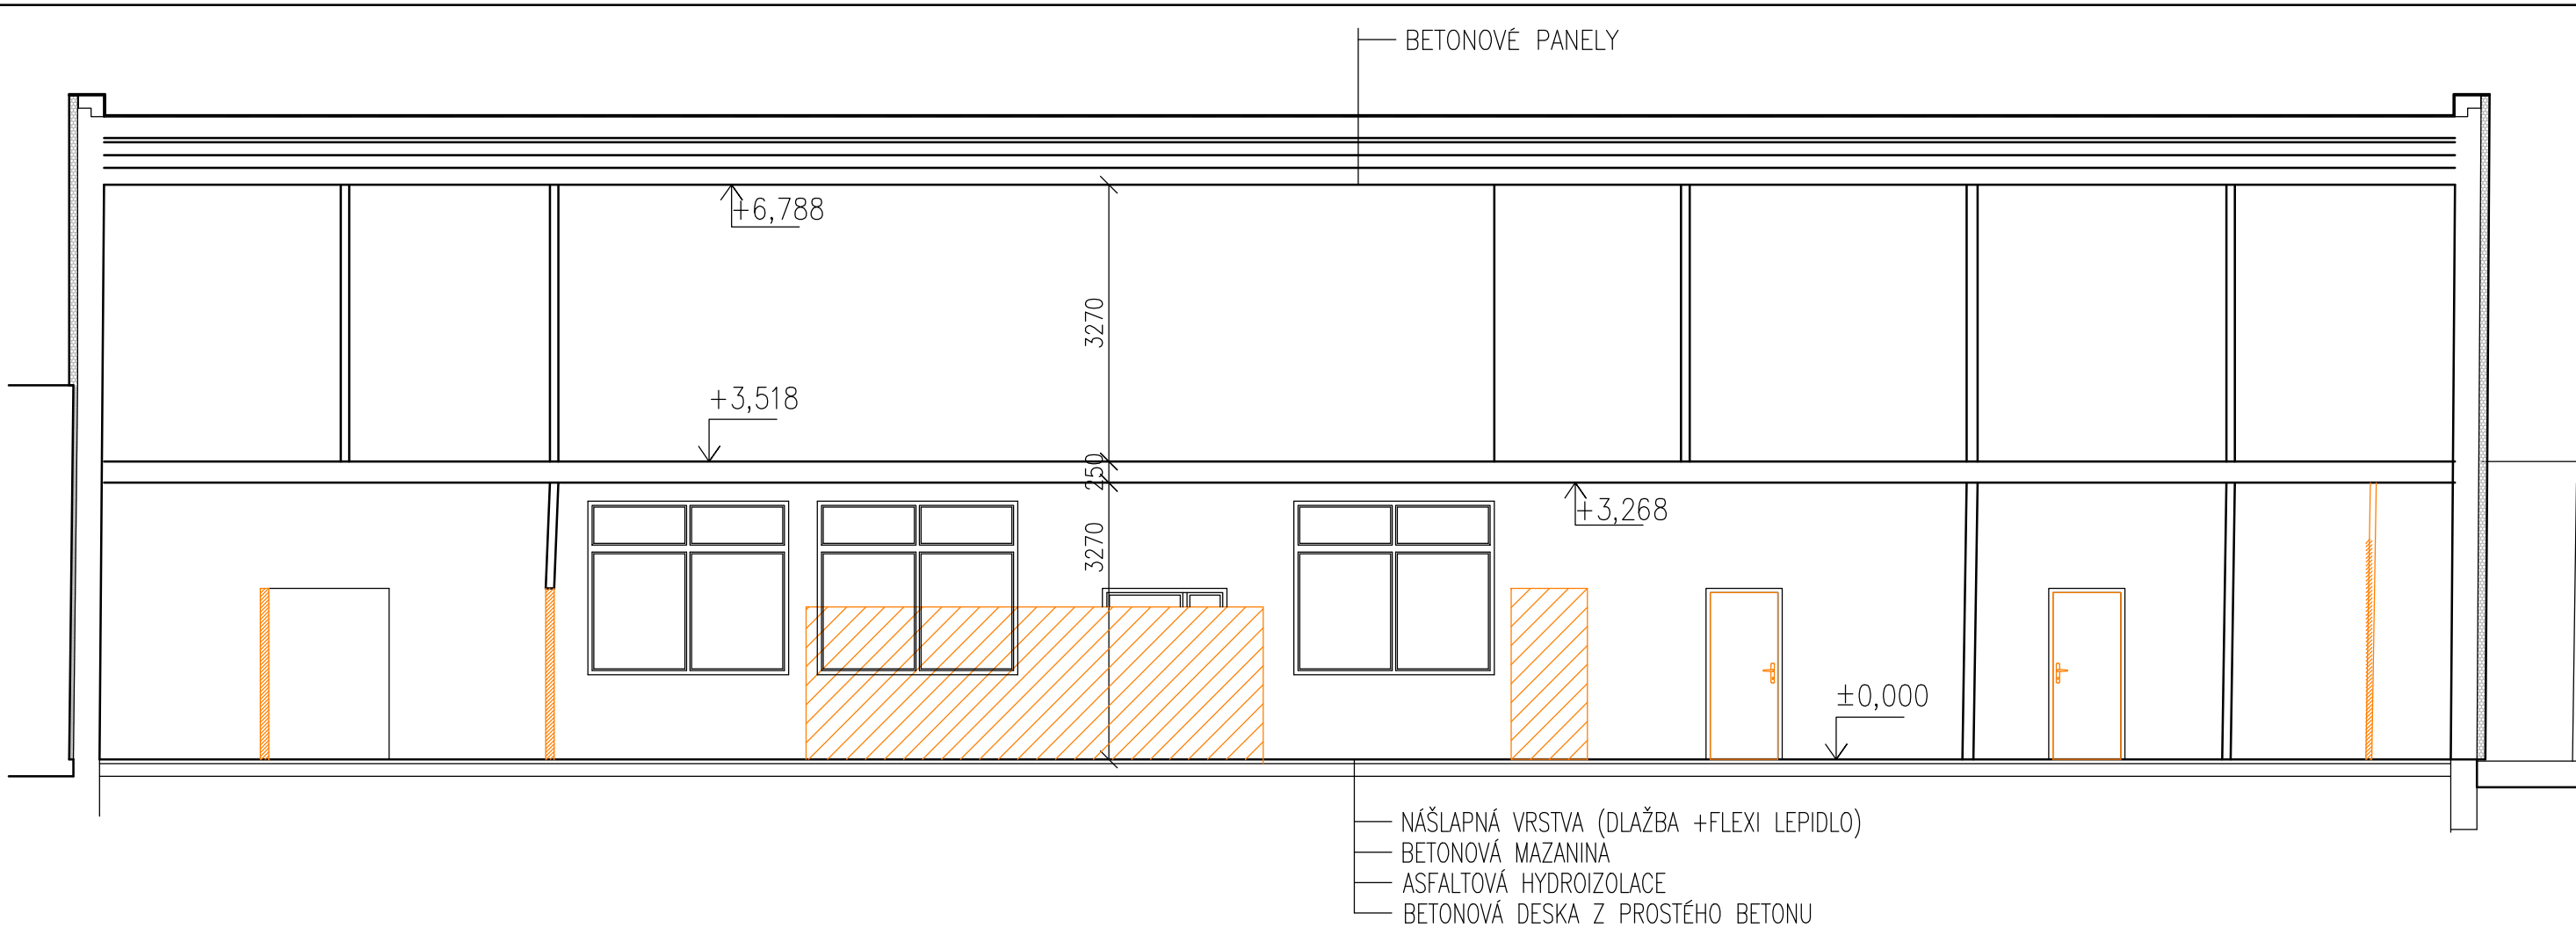 BETONOVÉ PANELY
+6,788
3270
+3,518
250
+3,268
3270
±0,000
NÁŠLAPNÁ VRSTVA (DLAŽBA +FLEXI LEPIDLO)
BETONOVÁ MAZANINA
ASFALTOVÁ HYDROIZOLACE
BETONOVÁ DESKA Z PROSTÉHO BETONU